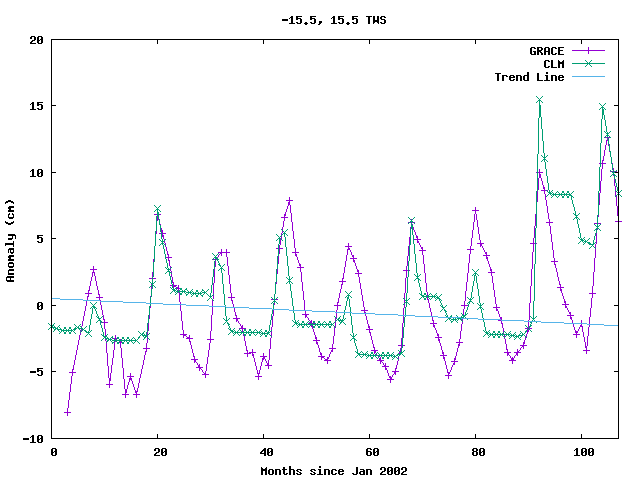 -15.5, 15.5 TWS
GRACE
CLM
Trend Line
20
15
10
5
0
-5
-10
Anomaly (cm)
0 20 40 60 80 100
Months since Jan 2002